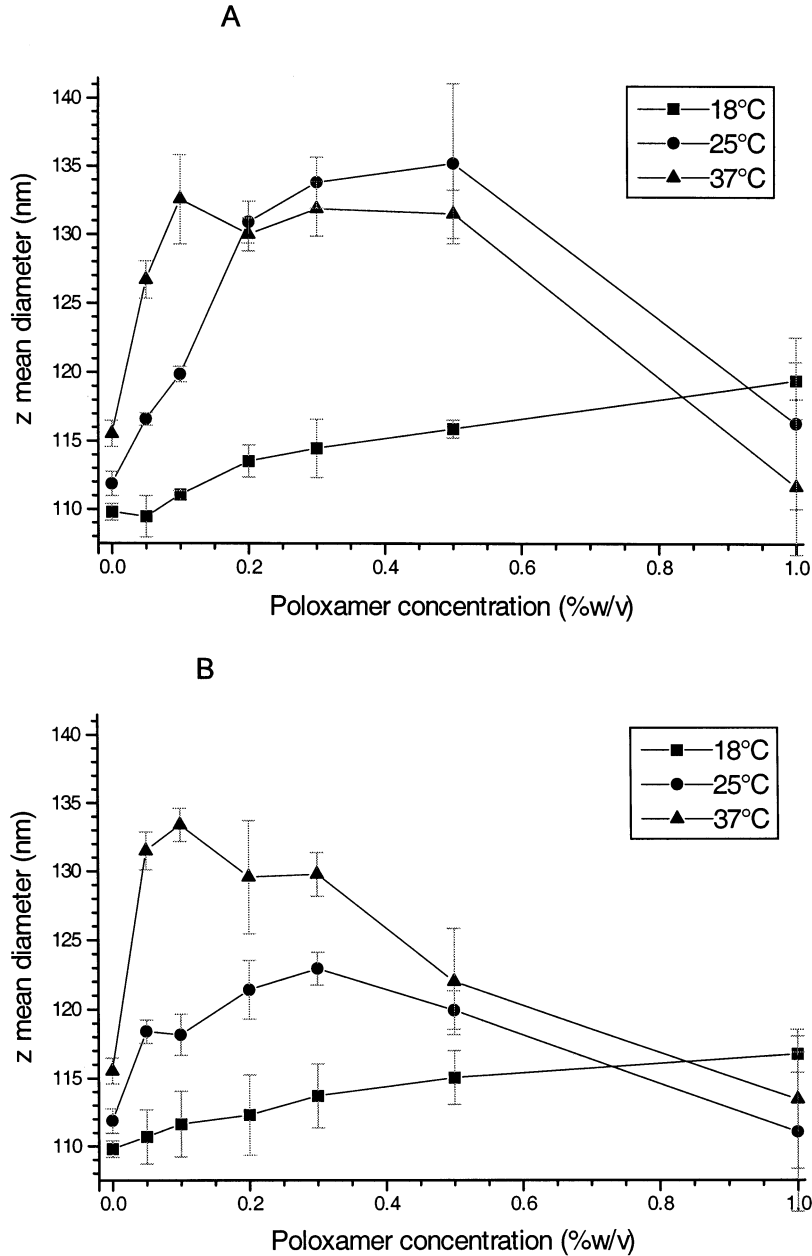 A
140
135
130
125
120
115
110
z mean diameter (nm)
18°C
25°C
37°C
0.0 0.2 0.4 0.6 0.8 1.0
Poloxamer concentration (%w/v)
B
140
135
130
125
120
115
110
z mean diameter (nm)
18°C
25°C
37°C
0.0 0.2 0.4 0.6 0.8 1.0
Poloxamer concentration (%w/v)